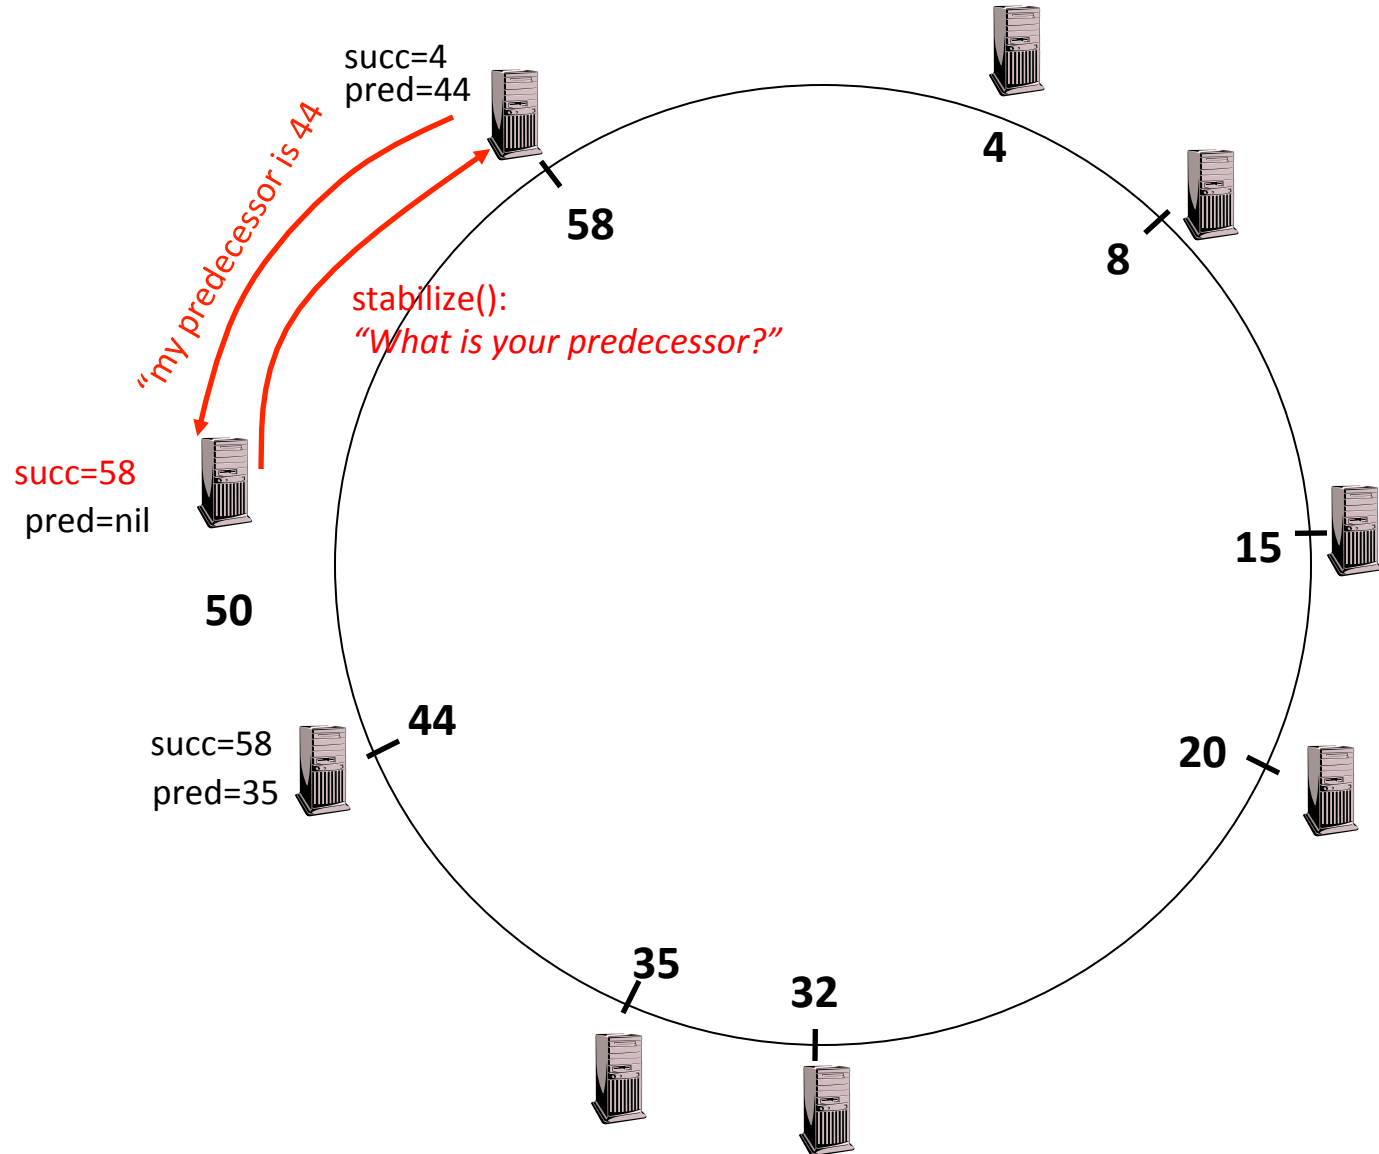 succ=4
pred=44
4
58
8
“my predecessor is 44
stabilize():
“What is your predecessor?”
succ=58
pred=nil
15
50
44
succ=58
pred=35
20
35
32